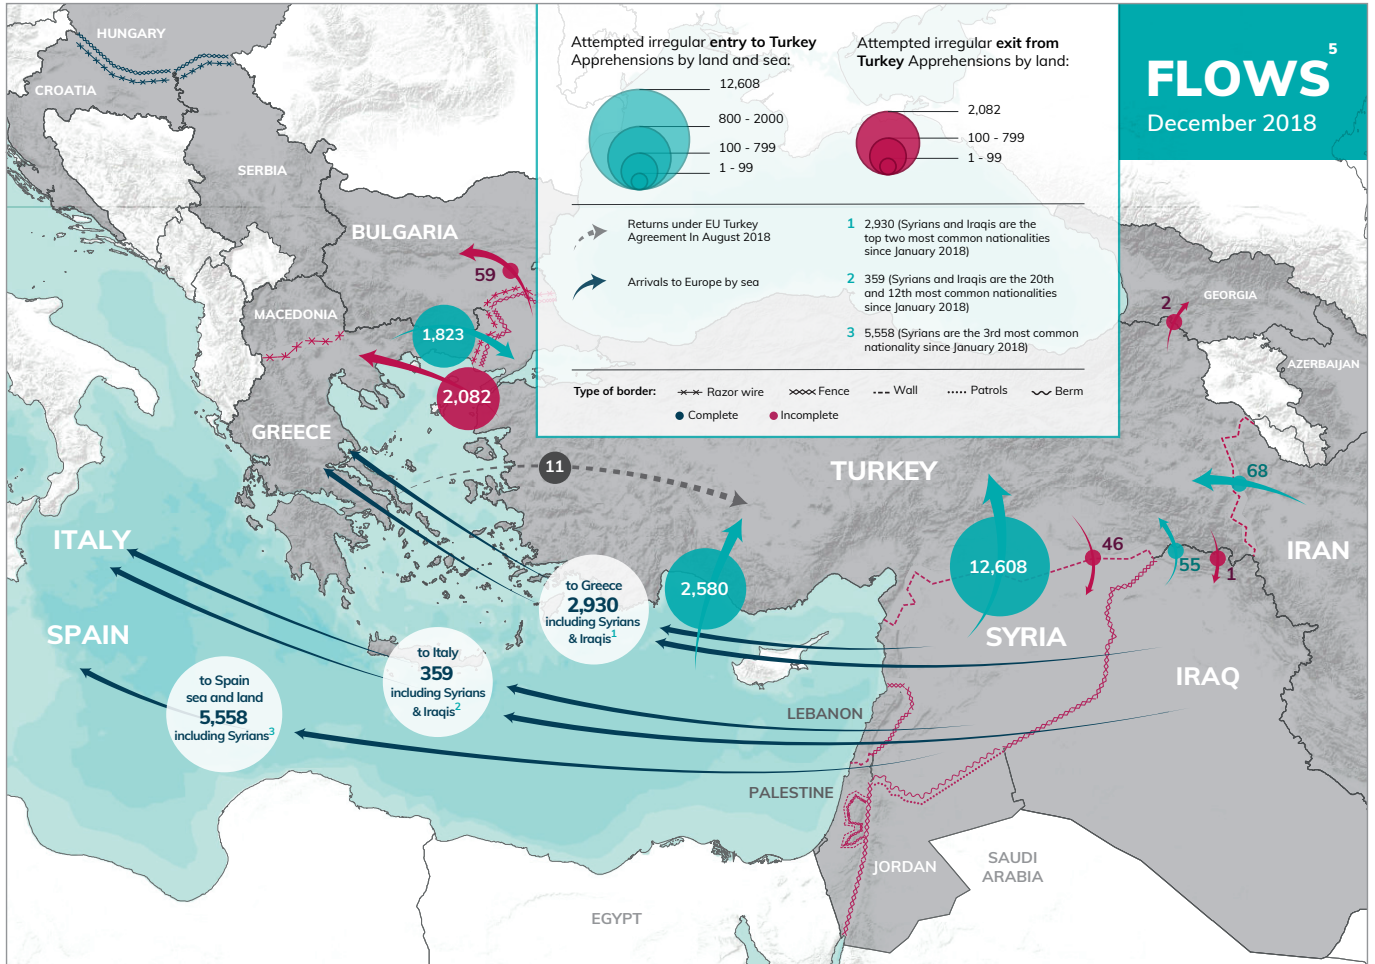 FLOWS
5
December 2018
Attempted irregular entry to Turkey
Apprehensions by land and sea:
12,608
800 - 2000
100 - 799
1 - 99
Attempted irregular exit from
Turkey Apprehensions by land:
2,082
100 - 799
1 - 99
Returns under EU Turkey
Agreement In August 2018
Arrivals to Europe by sea
1 2,930 (Syrians and Iraqis are the
top two most common nationalities
since January 2018)
2 359 (Syrians and Iraqis are the 20th
and 12th most common nationalities
since January 2018)
3 5,558 (Syrians are the 3rd most common
nationality since January 2018)
Type of border:
Razor wire
Fence
Wall
Patrols
Berm
Complete
Incomplete
HUNGARY
CROATIA
SERBIA
BULGARIA
59
MACEDONIA
1,823
2,082
GREECE
2
GEORGIA
AZERBAIJAN
11
TURKEY
68
IRAN
ITALY
SPAIN
2,580
12,608
46
55
1
SYRIA
IRAQ
to Greece
2,930
including Syrians
& Iraqis1
to Italy
359
including Syrians
& Iraqis2
to Spain
sea and land
5,558
including Syrians3
LEBANON
PALESTINE
JORDAN
SAUDI
ARABIA
EGYPT